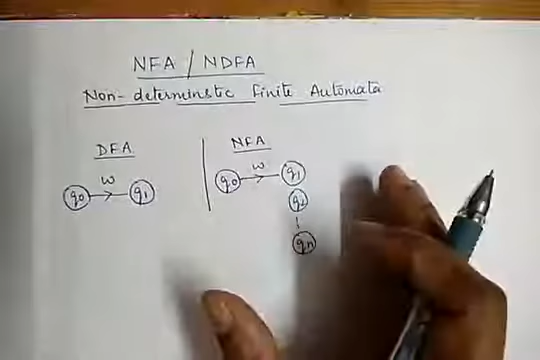 NFA / NDFA
Non-deterministic Finite Automata
DFA
w
q0 q1
NFA
w
q0 q1
q2
qn